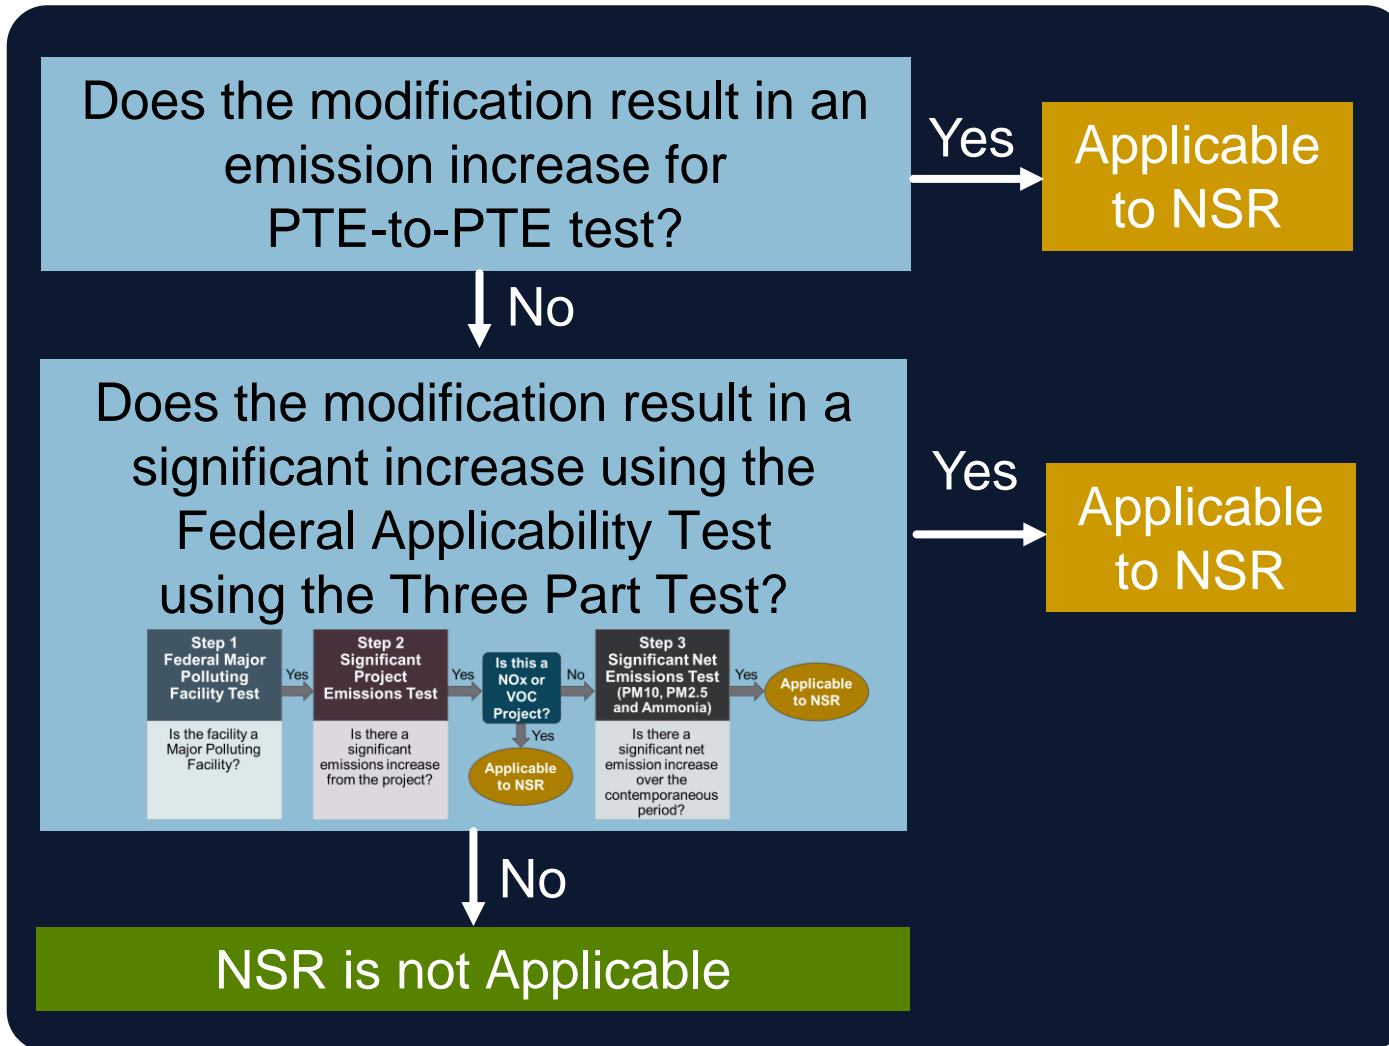 Does the modification result in an
emission increase for
PTE-to-PTE test?
Yes
Applicable
to NSR
No
Does the modification result in a
significant increase using the
Federal Applicability Test
using the Three Part Test?
Yes
Applicable
to NSR
Step 1
Federal Major
Polluting
Facility Test
Is the facility a
Major Polluting
Facility?
Yes
Step 2
Significant
Project
Emissions Test
Is there a
significant
emissions increase
from the project?
Yes
Is this a
NOx or
VOC
Project?
Yes
Applicable
to NSR
No
Step 3
Significant Net
Emissions Test
(PM10, PM2.5
and Ammonia)
Is there a
significant net
emission increase
over the
contemporaneous
period?
Yes
Applicable
to NSR
No
NSR is not Applicable